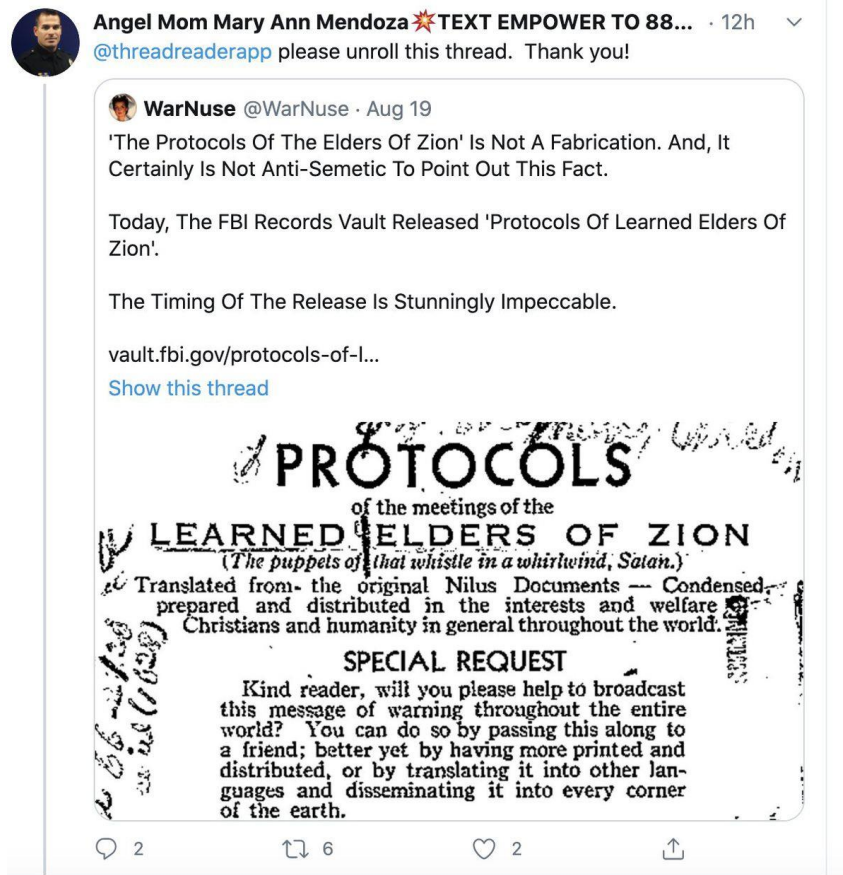 Angel Mom Mary Ann Mendoza💥TEXT EMPOWER TO 88... · 12h
@threadreaderapp please unroll this thread. Thank you!
WarNuse @WarNuse · Aug 19
'The Protocols Of The Elders Of Zion' Is Not A Fabrication. And, It
Certainly Is Not Anti-Semetic To Point Out This Fact.
Today, The FBI Records Vault Released 'Protocols Of Learned Elders Of
Zion'.
The Timing Of The Release Is Stunningly Impeccable.
vault.fbi.gov/protocols-of-l...
Show this thread
PROTOCOLS
of the meetings of the
LEARNED ELDERS OF ZION
(The puppets of that whistle in a whirlwind, Satan.)
Translated from the original Nilus Documents — Condensed,
prepared and distributed in the interests and welfare
Christians and humanity in general throughout the world.
SPECIAL REQUEST
Kind reader, will you please help to broadcast
this message of warning throughout the entire
world? You can do so by passing this along to
a friend; better yet by having more printed and
distributed, or by translating it into other lan-
guages and disseminating it into every corner
of the earth.
2 6 2